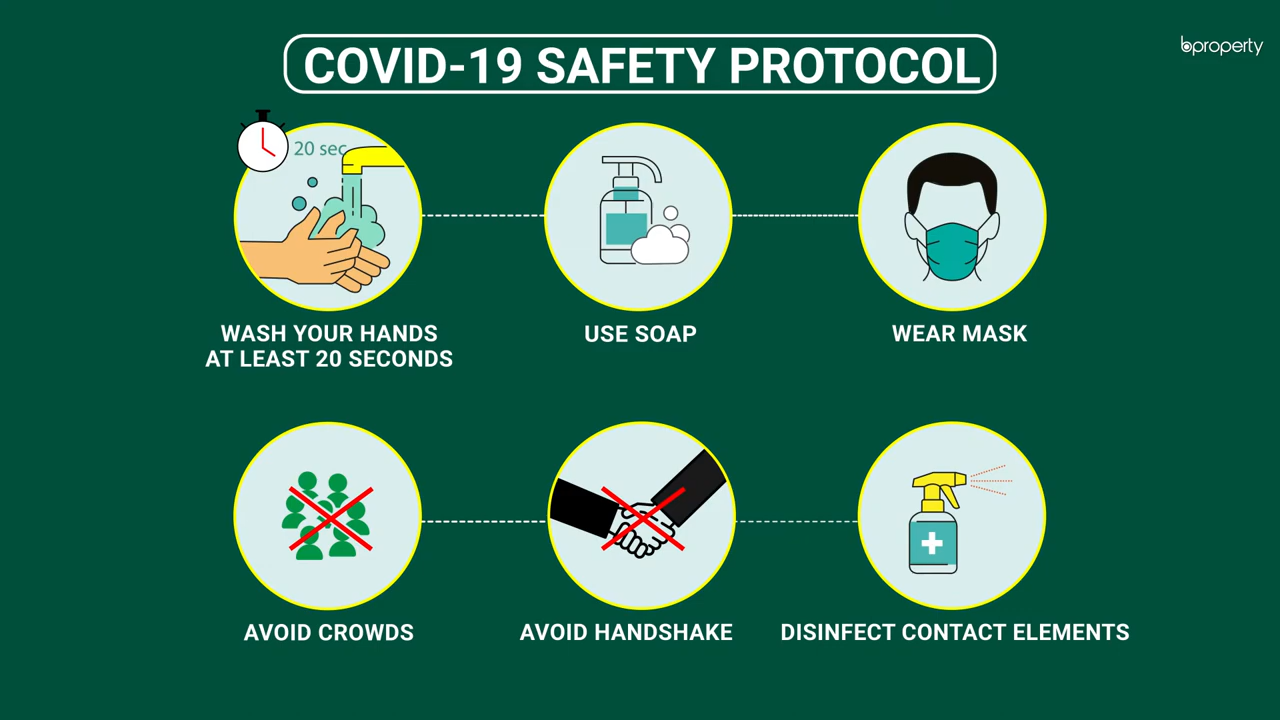 COVID-19 SAFETY PROTOCOL
bproperty
20 sec
WASH YOUR HANDS
AT LEAST 20 SECONDS
USE SOAP
WEAR MASK
AVOID CROWDS
AVOID HANDSHAKE
DISINFECT CONTACT ELEMENTS